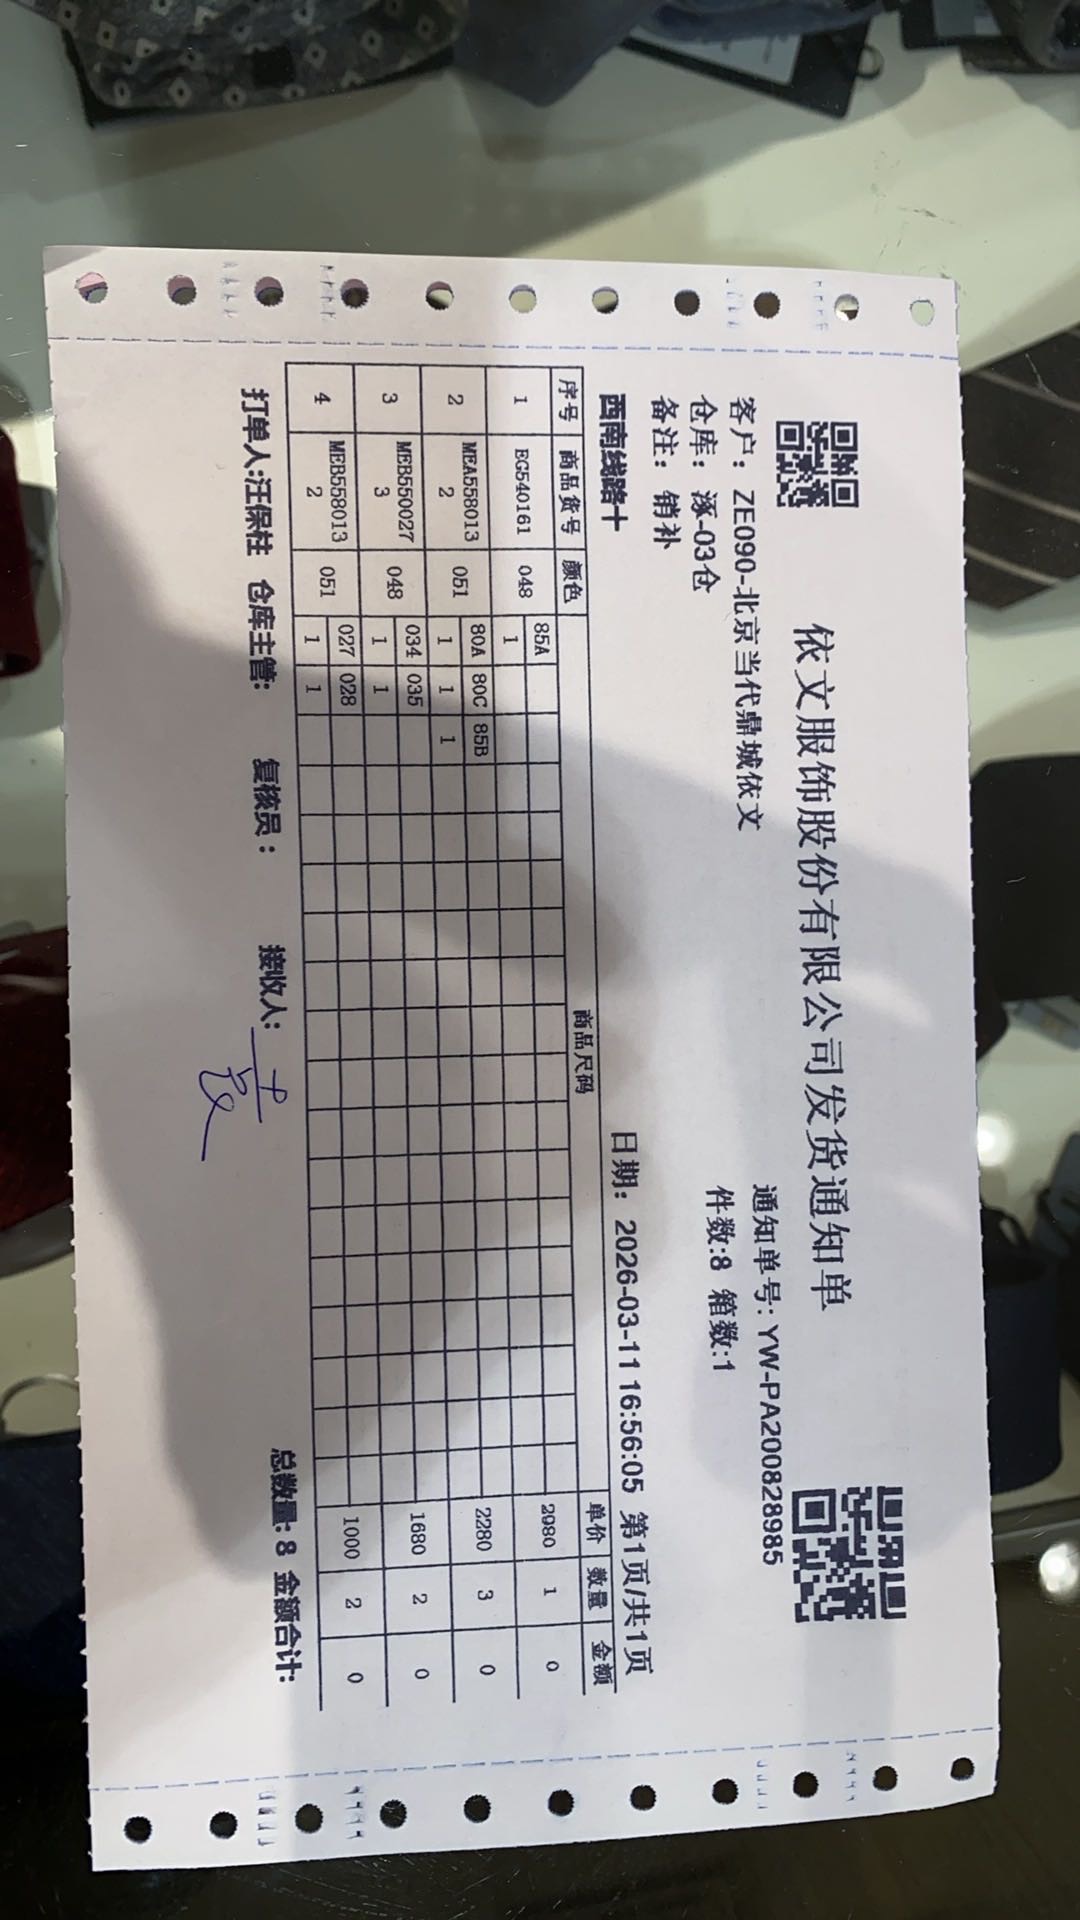 依文服饰股份有限公司发货通知单
客户：ZE090-北京当代鼎城依文
通知单号：YW-PA200828985
仓库：涿-03仓
件数:8 箱数:1
备注：销补
西南线路十
日期：2026-03-11 16:56:05 第1页/共1页
序号 商品货号 颜色 商品尺码 单价 数量 金额
85A
1 EG540161 048 1 2980 1 0
80A 80C 85B
2 MEA558013 2 051 1 1 1 2280 3 0
034 035
3 MEB550027 3 048 1 1 1680 2 0
027 028
4 MEB558013 2 051 1 1 1000 2 0
打单人:汪保柱 仓库主管: 复核员： 接收人: 总数量: 8 金额合计: